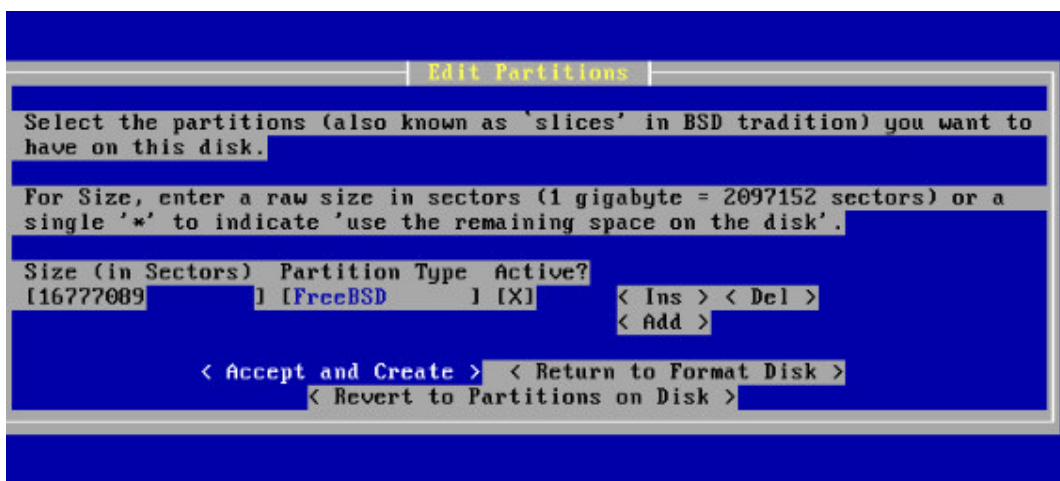 Edit Partitions
Select the partitions (also known as `slices' in BSD tradition) you want to
have on this disk.
For Size, enter a raw size in sectors (1 gigabyte = 2097152 sectors) or a
single '*' to indicate 'use the remaining space on the disk'.
Size (in Sectors) Partition Type Active?
[16777089 ] [FreeBSD ] [X] < Ins > < Del >
< Add >
< Accept and Create > < Return to Format Disk >
< Revert to Partitions on Disk >